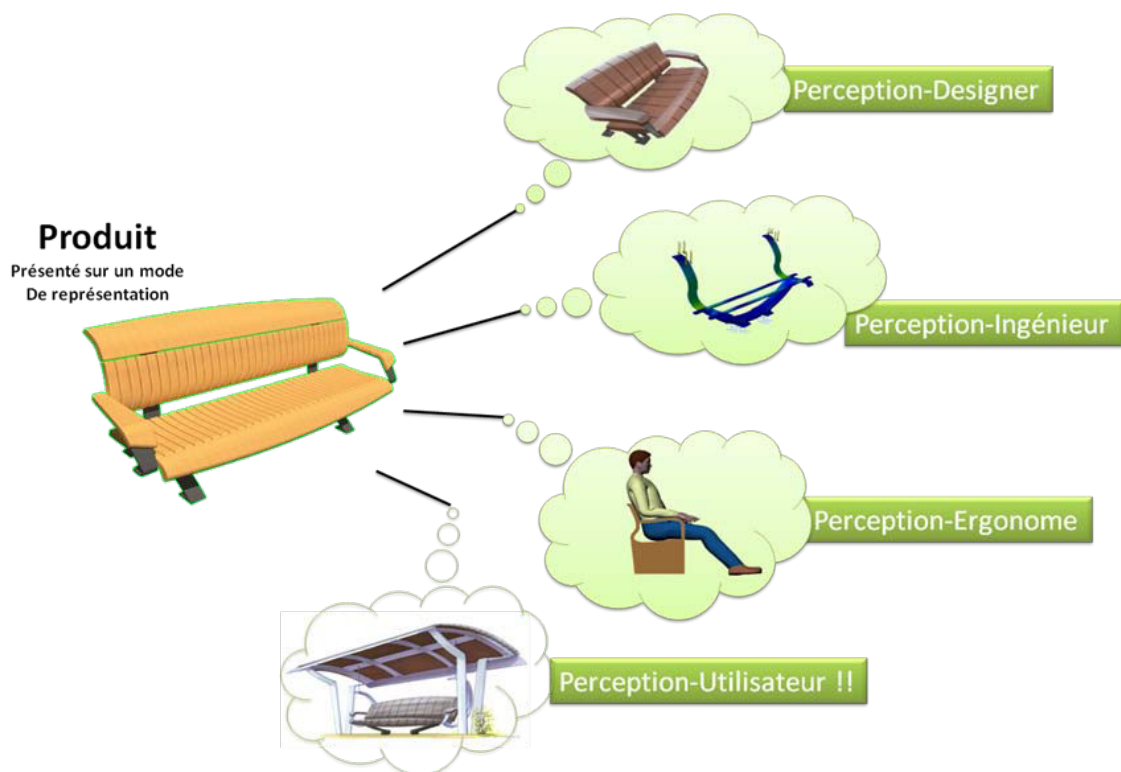 Perception-Designer
Produit
Présenté sur un mode
De représentation
Perception-Ingénieur
Perception-Ergonome
Perception-Utilisateur !!